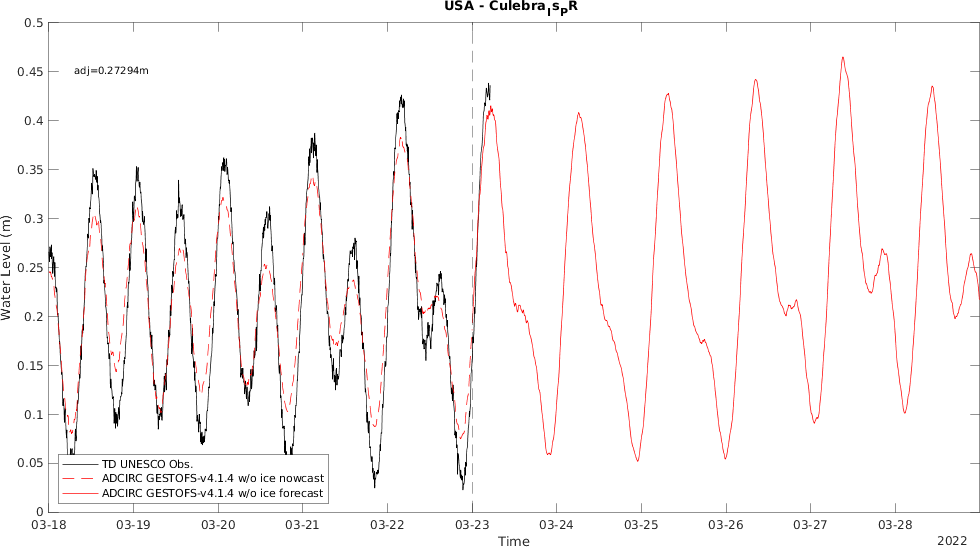 USA - CulebraIsPR
0.5
0.45
adj=0.27294m
0.4
0.35
0.3
Water Level (m)
0.25
0.2
0.15
0.1
0.05
TD UNESCO Obs.
ADCIRC GESTOFS-v4.1.4 w/o ice nowcast
ADCIRC GESTOFS-v4.1.4 w/o ice forecast
0
03-18 03-19 03-20 03-21 03-22 03-23 03-24 03-25 03-26 03-27 03-28
Time
2022